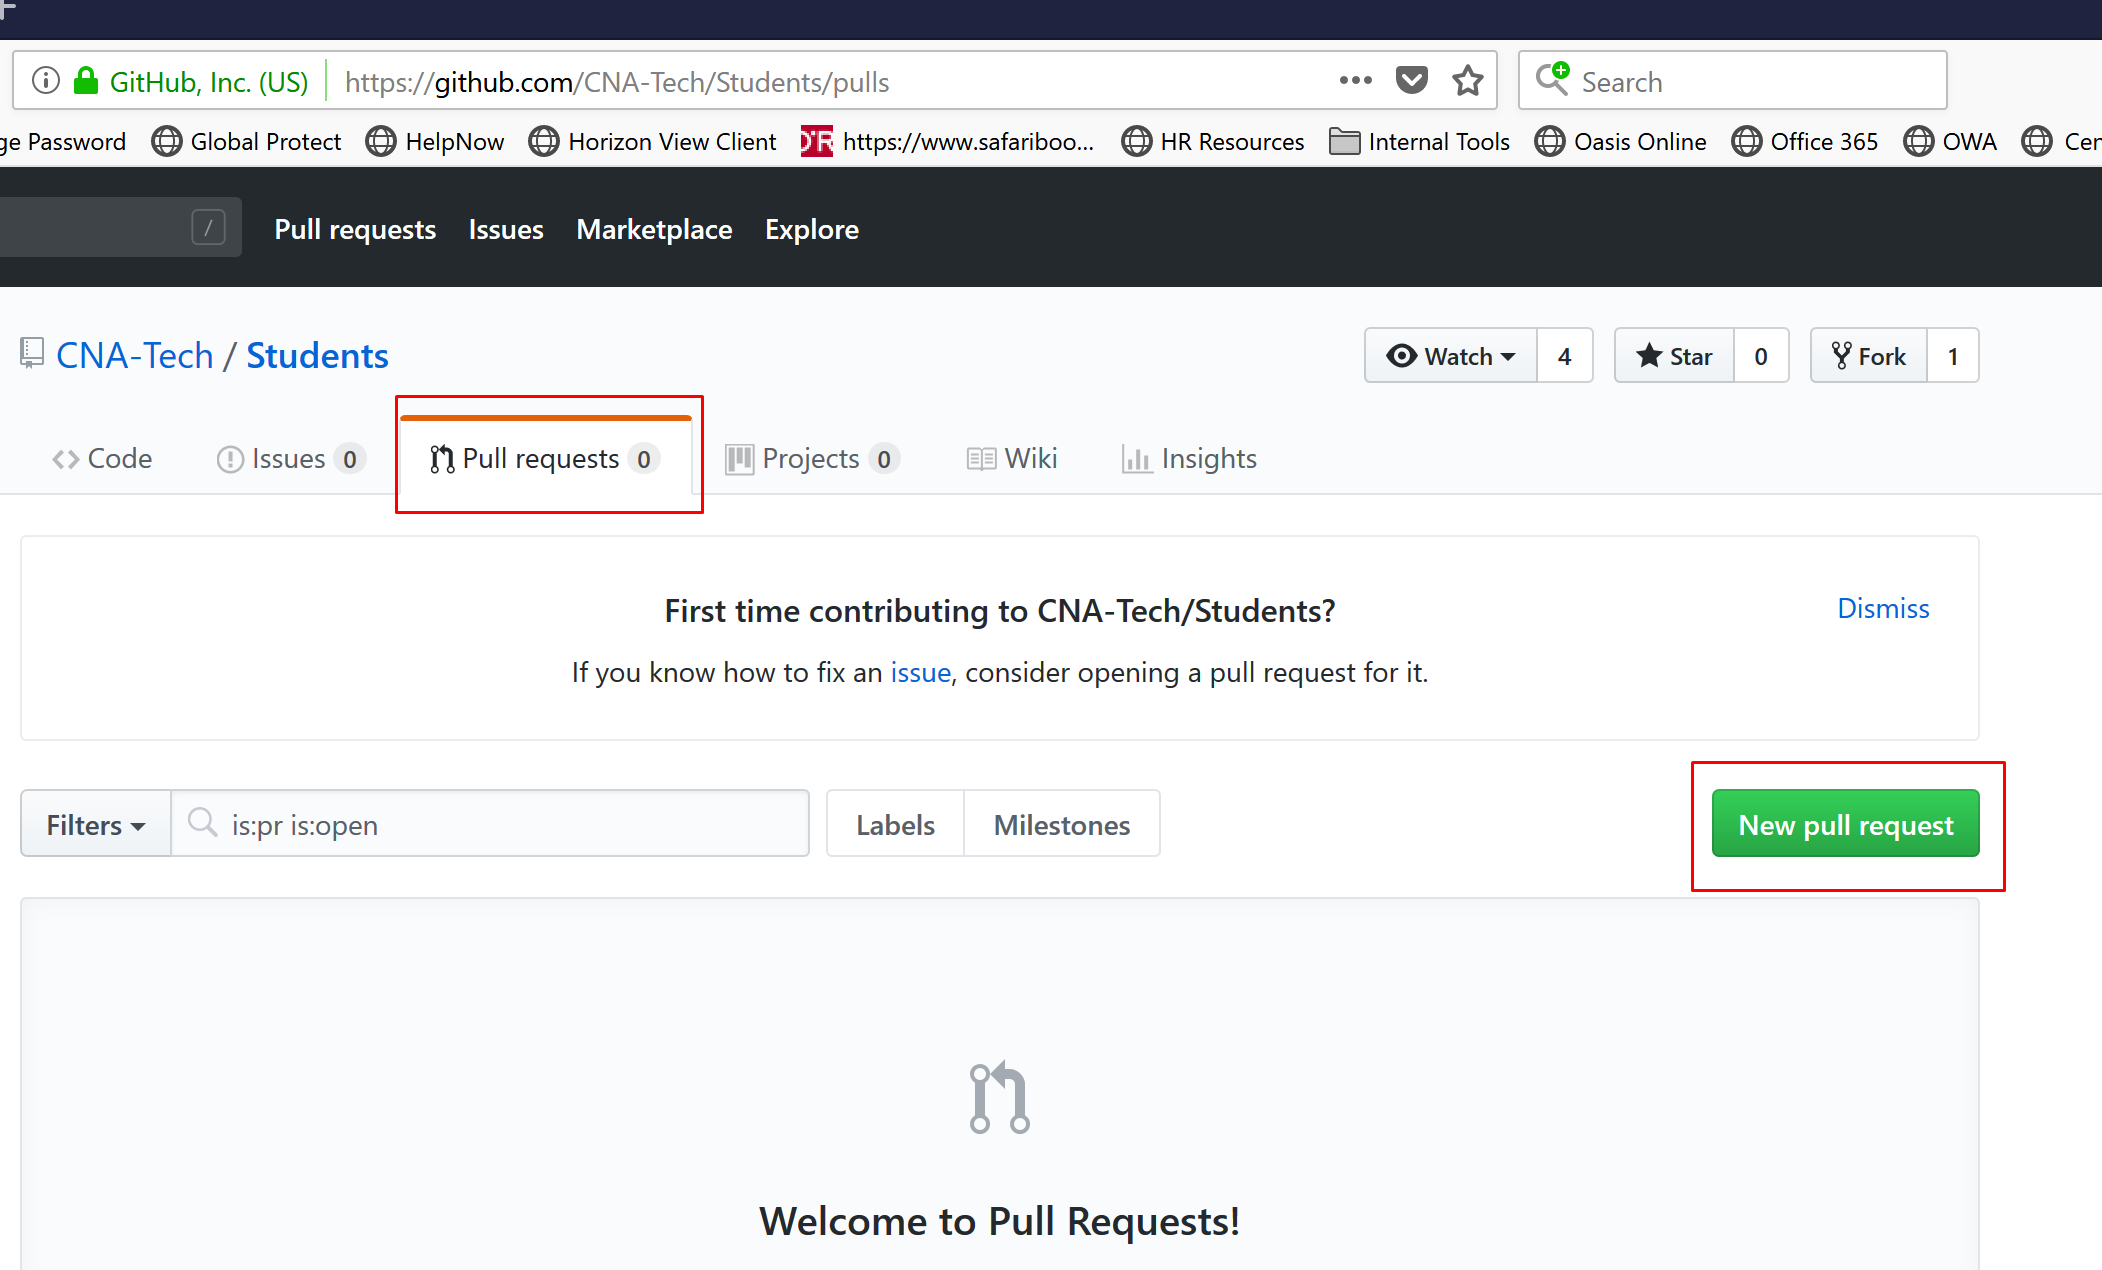 GitHub, Inc. (US) https://github.com/CNA-Tech/Students/pulls Search
ge Password Global Protect HelpNow Horizon View Client https://www.safariboo... HR Resources Internal Tools Oasis Online Office 365 OWA Cer
/ Pull requests Issues Marketplace Explore
CNA-Tech / Students Watch 4 Star 0 Fork 1
Code Issues 0 Pull requests 0 Projects 0 Wiki Insights
First time contributing to CNA-Tech/Students? Dismiss
If you know how to fix an issue, consider opening a pull request for it.
Filters is:pr is:open Labels Milestones New pull request
Welcome to Pull Requests!